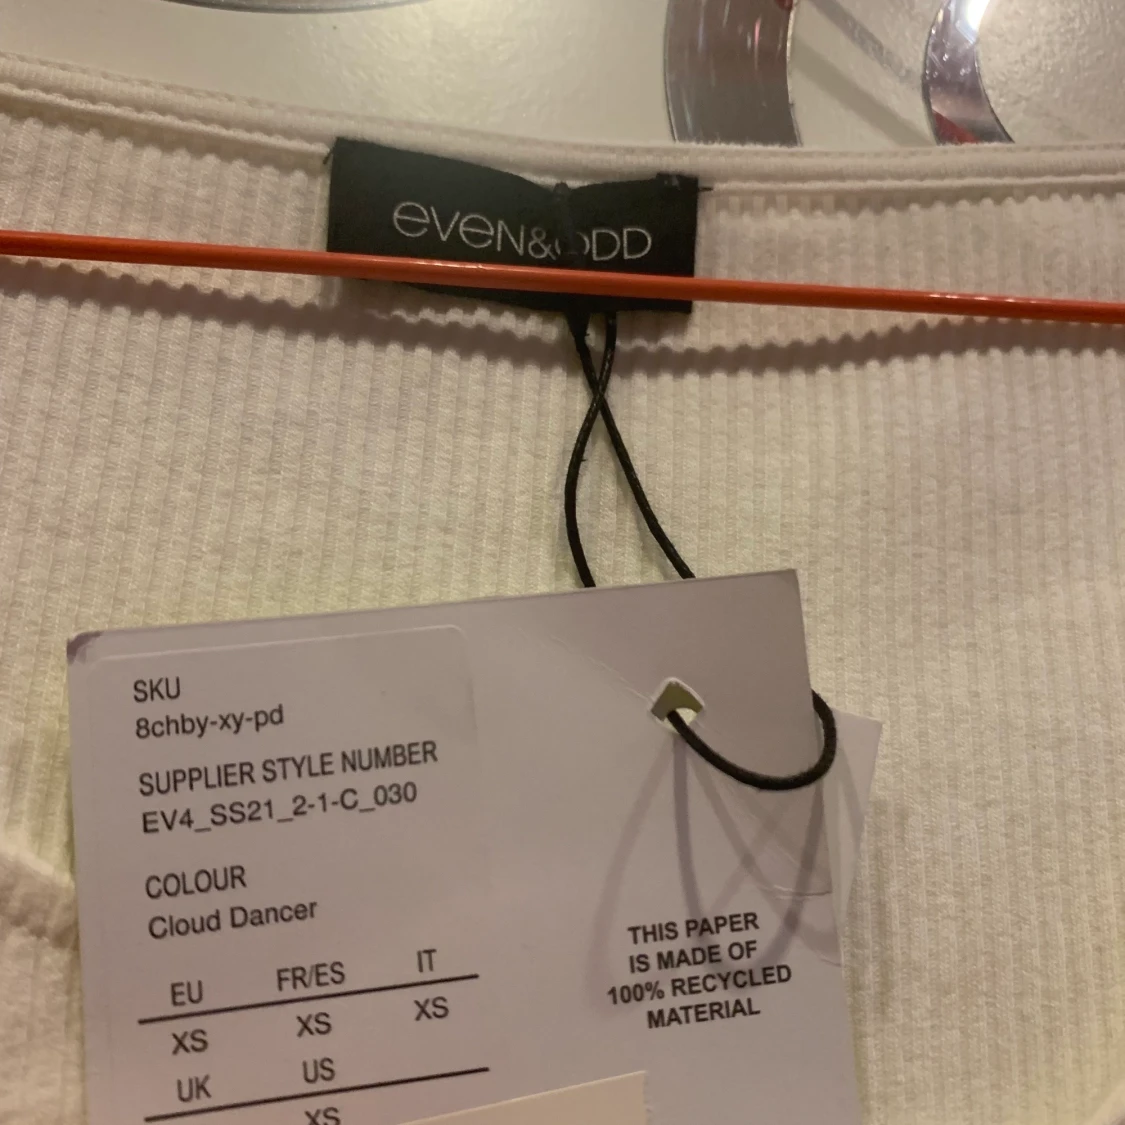 EVEN&ODD
SKU
8chby-xy-pd
SUPPLIER STYLE NUMBER
EV4_SS21_2-1-C_030
COLOUR
Cloud Dancer
EU FR/ES IT
XS XS XS
UK US
XS
THIS PAPER
IS MADE OF
100% RECYCLED
MATERIAL